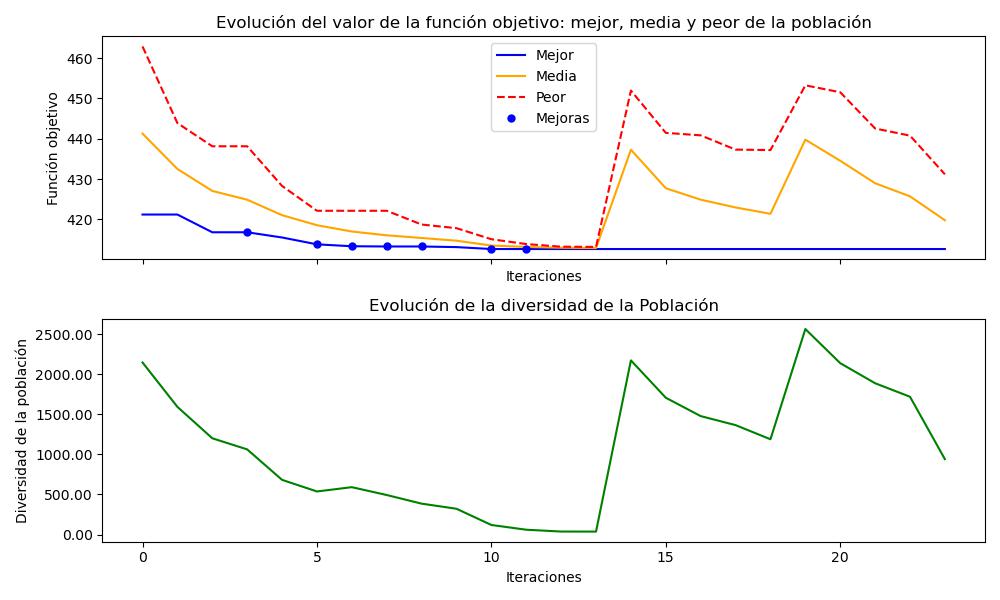 Evolución del valor de la función objetivo: mejor, media y peor de la población
Función objetivo
460
450
440
430
420
Mejor
Media
Peor
Mejoras
Iteraciones
Evolución de la diversidad de la Población
Diversidad de la población
2500.00
2000.00
1500.00
1000.00
500.00
0.00
0
5
10
15
20
Iteraciones